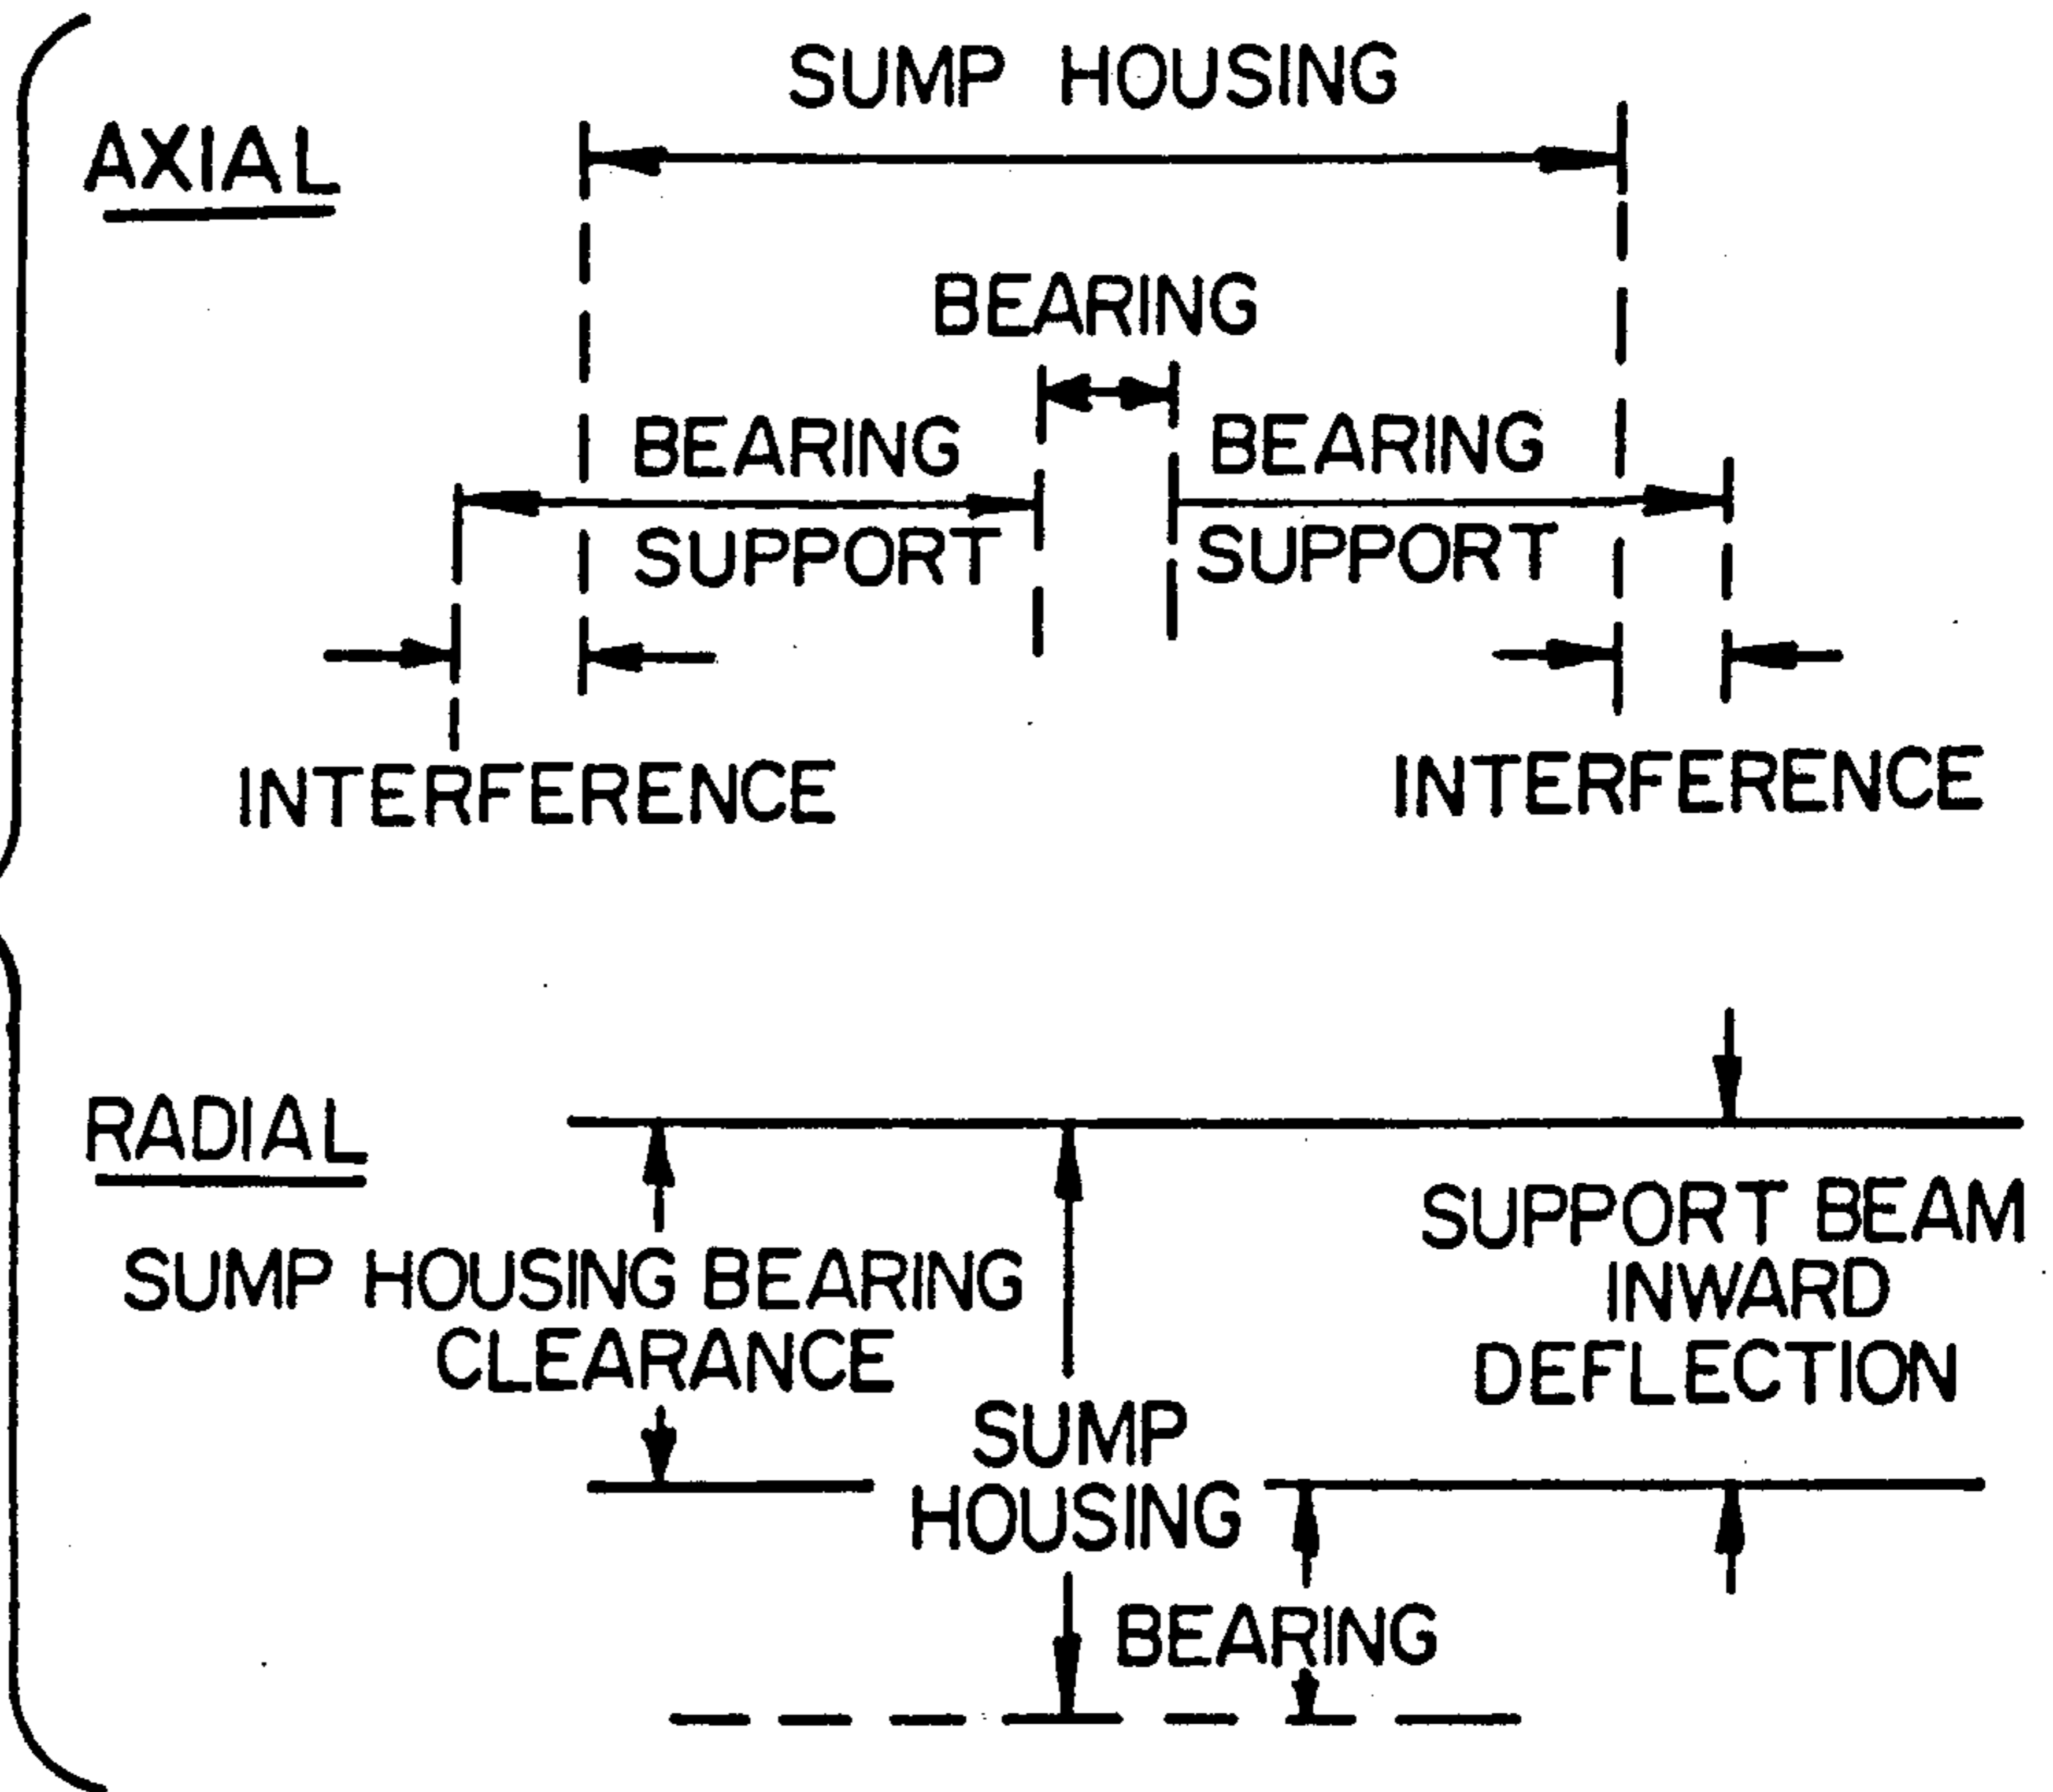 SUMP HOUSING
AXIAL
BEARING
BEARING
SUPPORT
BEARING
SUPPORT
INTERFERENCE
INTERFERENCE
RADIAL
SUMP HOUSING BEARING
CLEARANCE
SUPPORT BEAM
INWARD
DEFLECTION
SUMP
HOUSING
BEARING